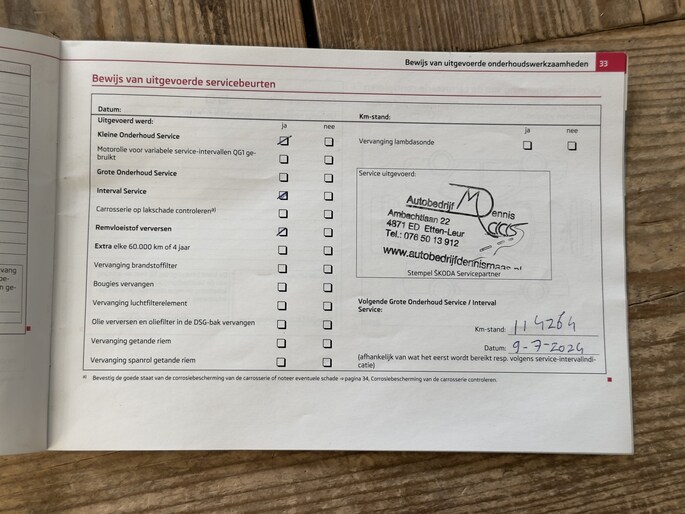 Bewijs van uitgevoerde onderhoudswerkzaamheden 33
Bewijs van uitgevoerde servicebeurten
Datum:
Km-stand:
Uitgevoerd werd: ja nee
Kleine Onderhoud Service
Motorolie voor variabele service-intervallen QG1 ge-
bruikt
Grote Onderhoud Service
Interval Service
Carrosserie op lakschade controleren a)
Remvloeistof verversen
Extra elke 60.000 km of 4 jaar
Vervanging brandstoffilter
Bougies vervangen
Vervanging luchtfilterelement
Olie verversen en oliefilter in de DSG-bak vervangen
Vervanging getande riem
Vervanging spanrol getande riem
ja nee
Vervanging lambdasonde
Service uitgevoerd:
Autobedrijf Dennis
Ambachtlaan 22
4871 ED Etten-Leur
Tel.: 076 50 13 912
Stempel ŠKODA Servicepartner
Volgende Grote Onderhoud Service / Interval
Service:
Km-stand: 114264
Datum: 9-7-2024
(afhankelijk van wat het eerst wordt bereikt resp. volgens service-intervalindi-
catie)
a) Bevestig de goede staat van de corrosiebescherming van de carrosserie of noteer eventuele schade ⇒ pagina 34, Corrosiebescherming van de carrosserie controleren.